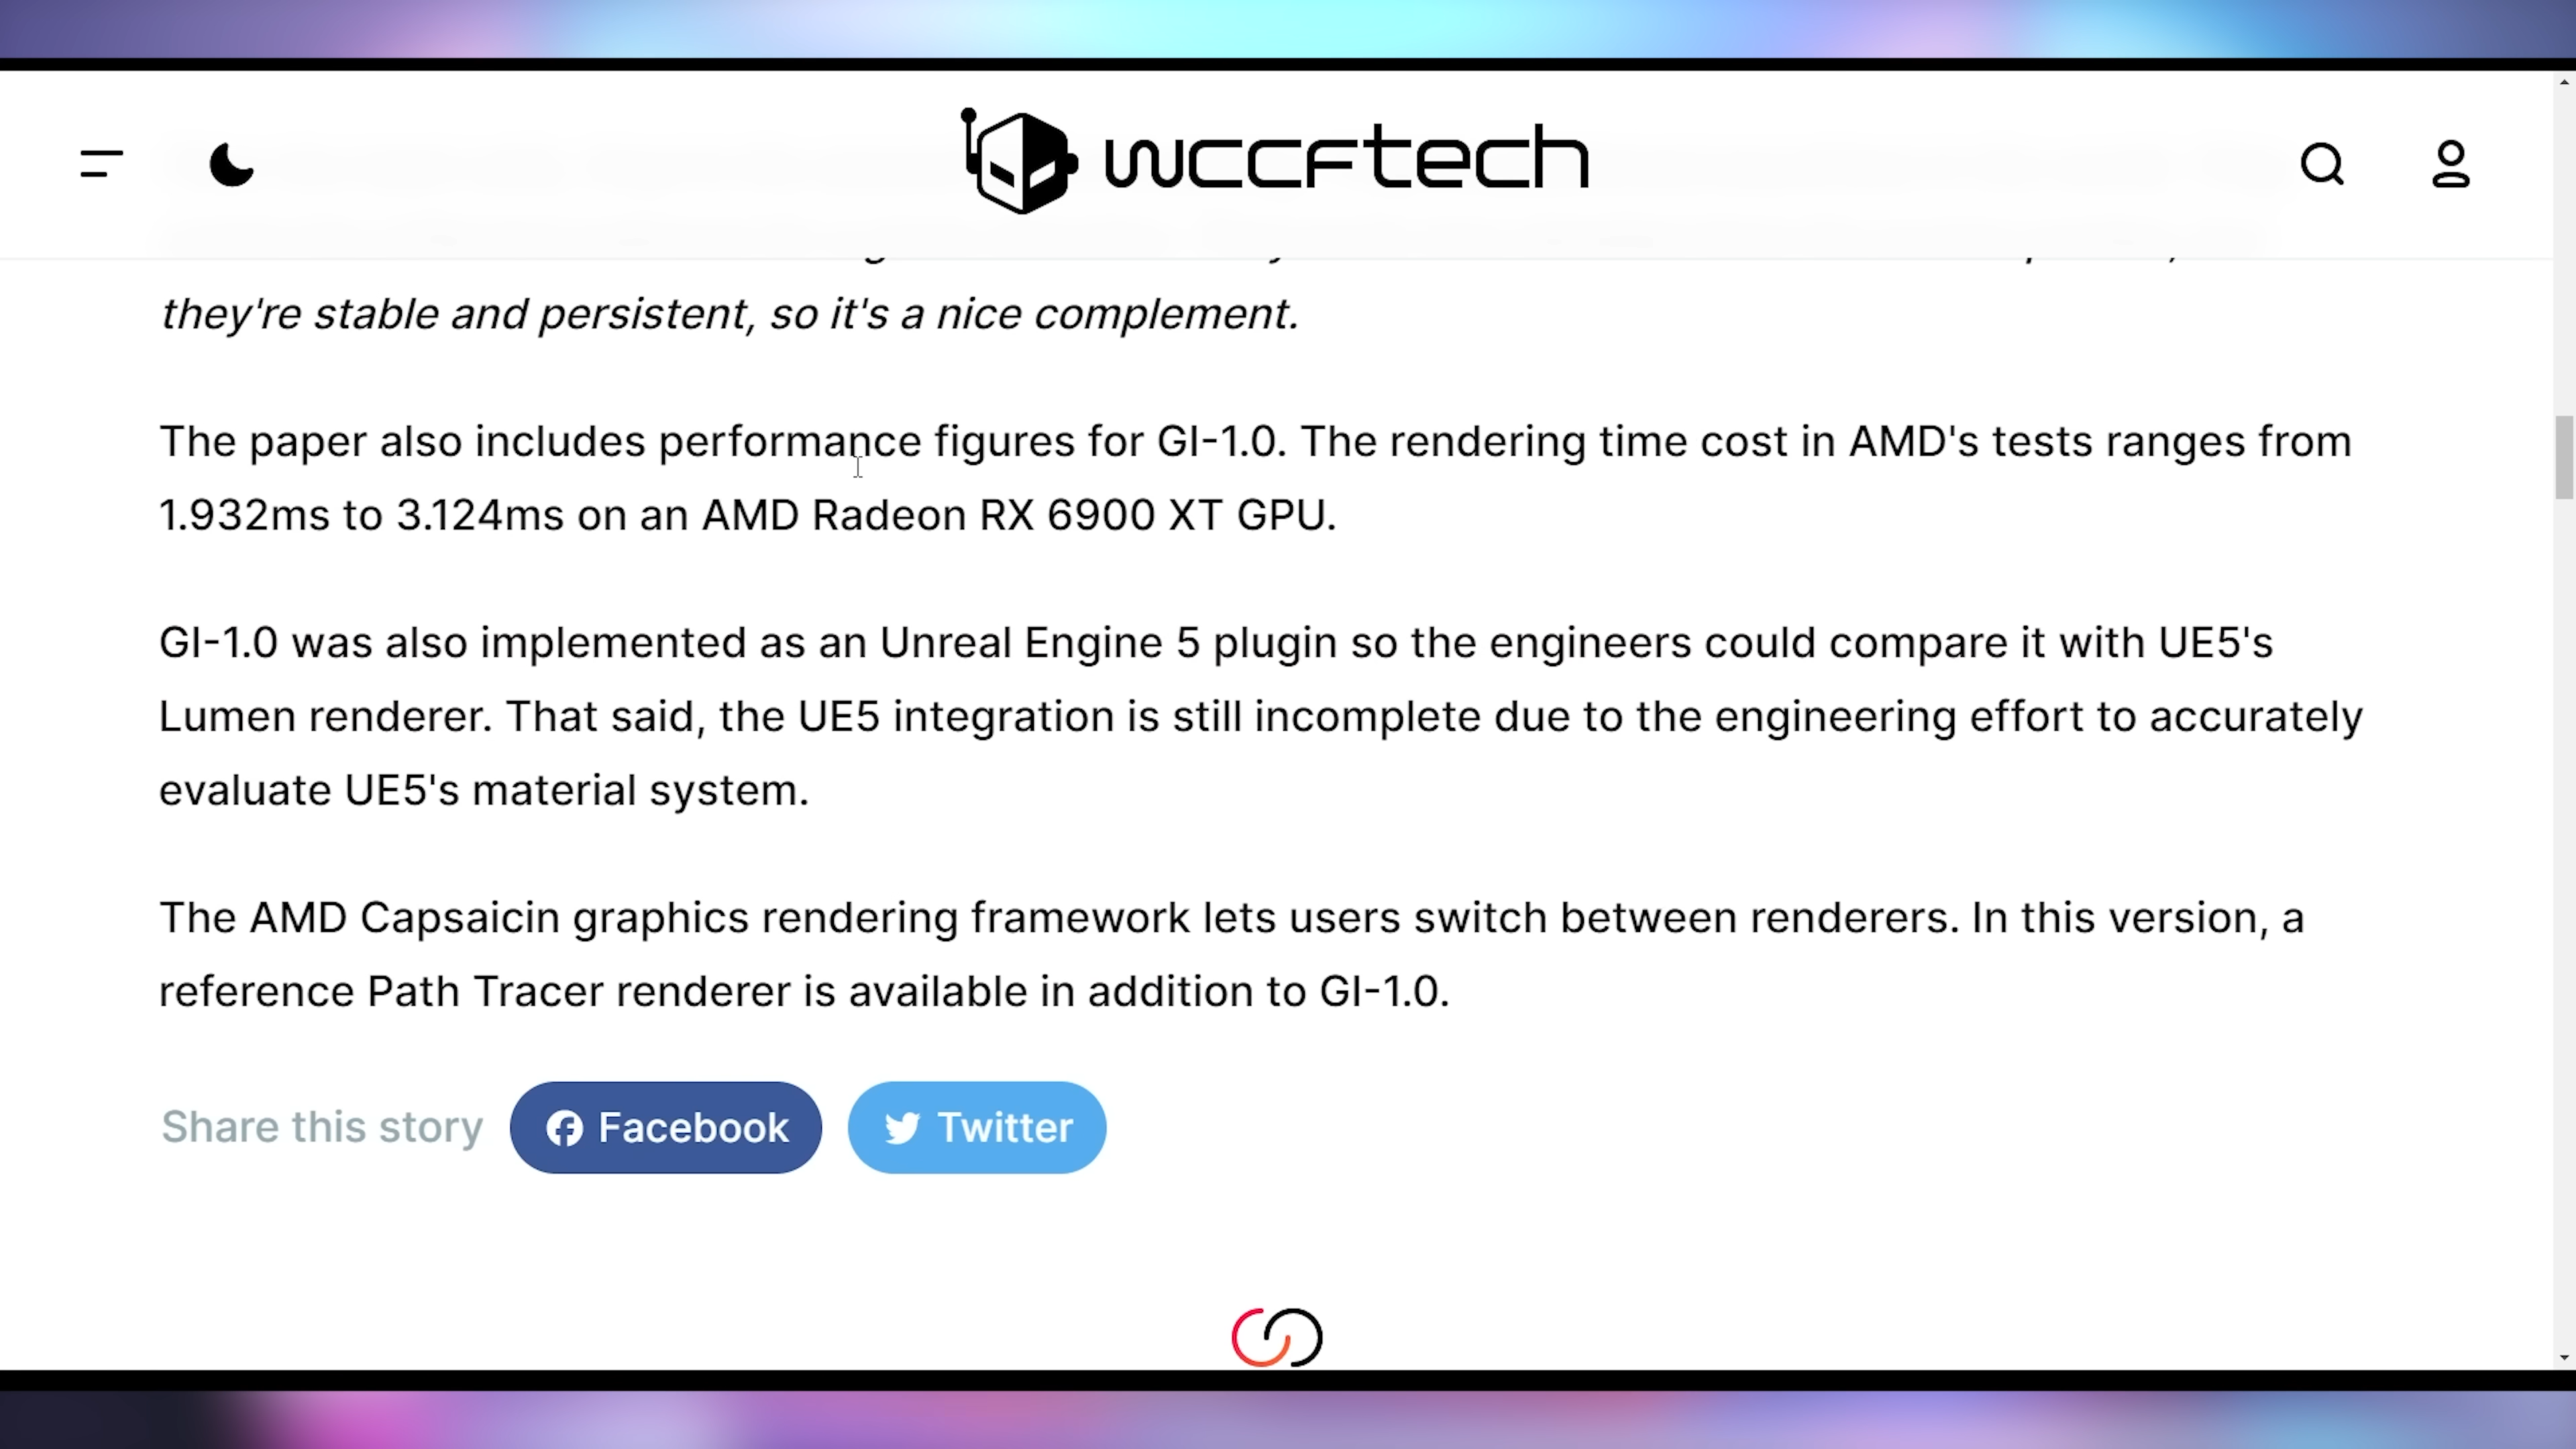 wccftech
they're stable and persistent, so it's a nice complement.
The paper also includes performance figures for GI-1.0. The rendering time cost in AMD's tests ranges from
1.932ms to 3.124ms on an AMD Radeon RX 6900 XT GPU.
GI-1.0 was also implemented as an Unreal Engine 5 plugin so the engineers could compare it with UE5's
Lumen renderer. That said, the UE5 integration is still incomplete due to the engineering effort to accurately
evaluate UE5's material system.
The AMD Capsaicin graphics rendering framework lets users switch between renderers. In this version, a
reference Path Tracer renderer is available in addition to GI-1.0.
Share this story Facebook Twitter